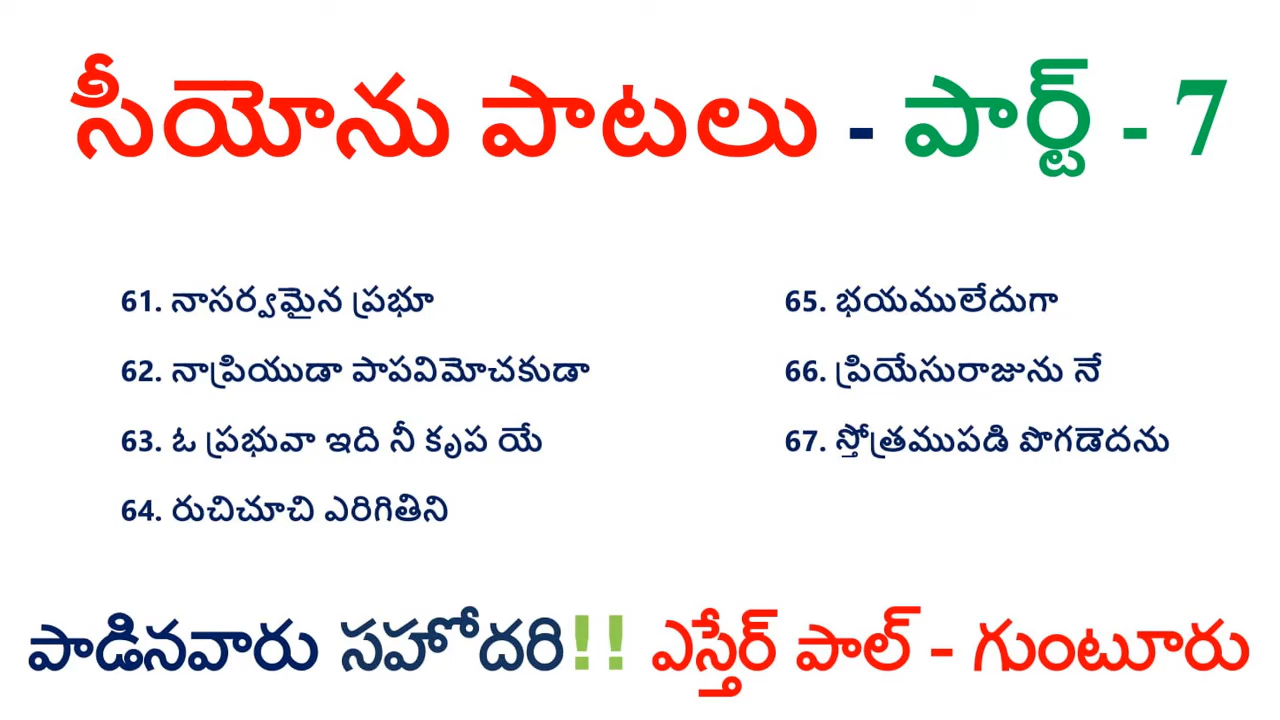 సీయోను పాటలు - పార్ట్ - 7
61. నాసర్వమైన ప్రభూ
62. నాప్రియుడా పాపవిమోచకుడా
63. ఓ ప్రభువా ఇది నీ కృప యే
64. రుచిచూచి ఎరిగితిని
65. భయములేదుగా
66. ప్రియేసురాజును నే
67. స్తోత్రముపడి పొగడెదను
పాడినవారు సహోదరి!! ఎస్తేర్ పాల్ - గుంటూరు